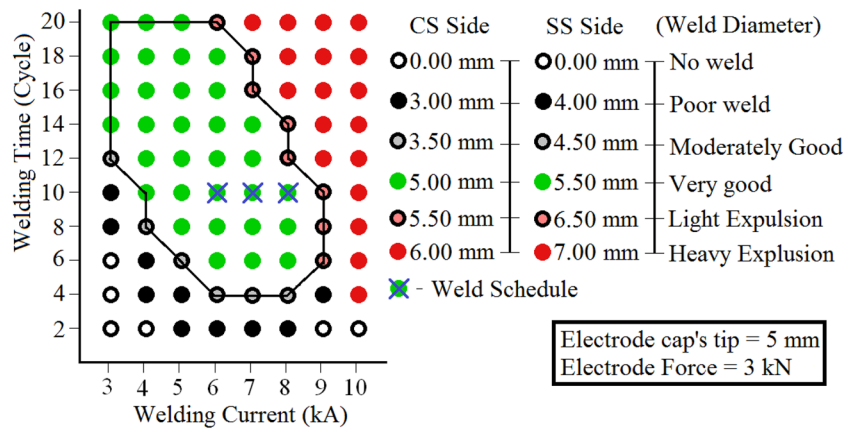 CS Side SS Side (Weld Diameter)
20
18
16
14
12
10
8
6
4
2
Welding Time (Cycle)
0.00 mm 0.00 mm No weld
3.00 mm 4.00 mm Poor weld
3.50 mm 4.50 mm Moderately Good
5.00 mm 5.50 mm Very good
5.50 mm 6.50 mm Light Expulsion
6.00 mm 7.00 mm Heavy Explusion
- Weld Schedule
Electrode cap's tip = 5 mm
Electrode Force = 3 kN
3 4 5 6 7 8 9 10
Welding Current (kA)